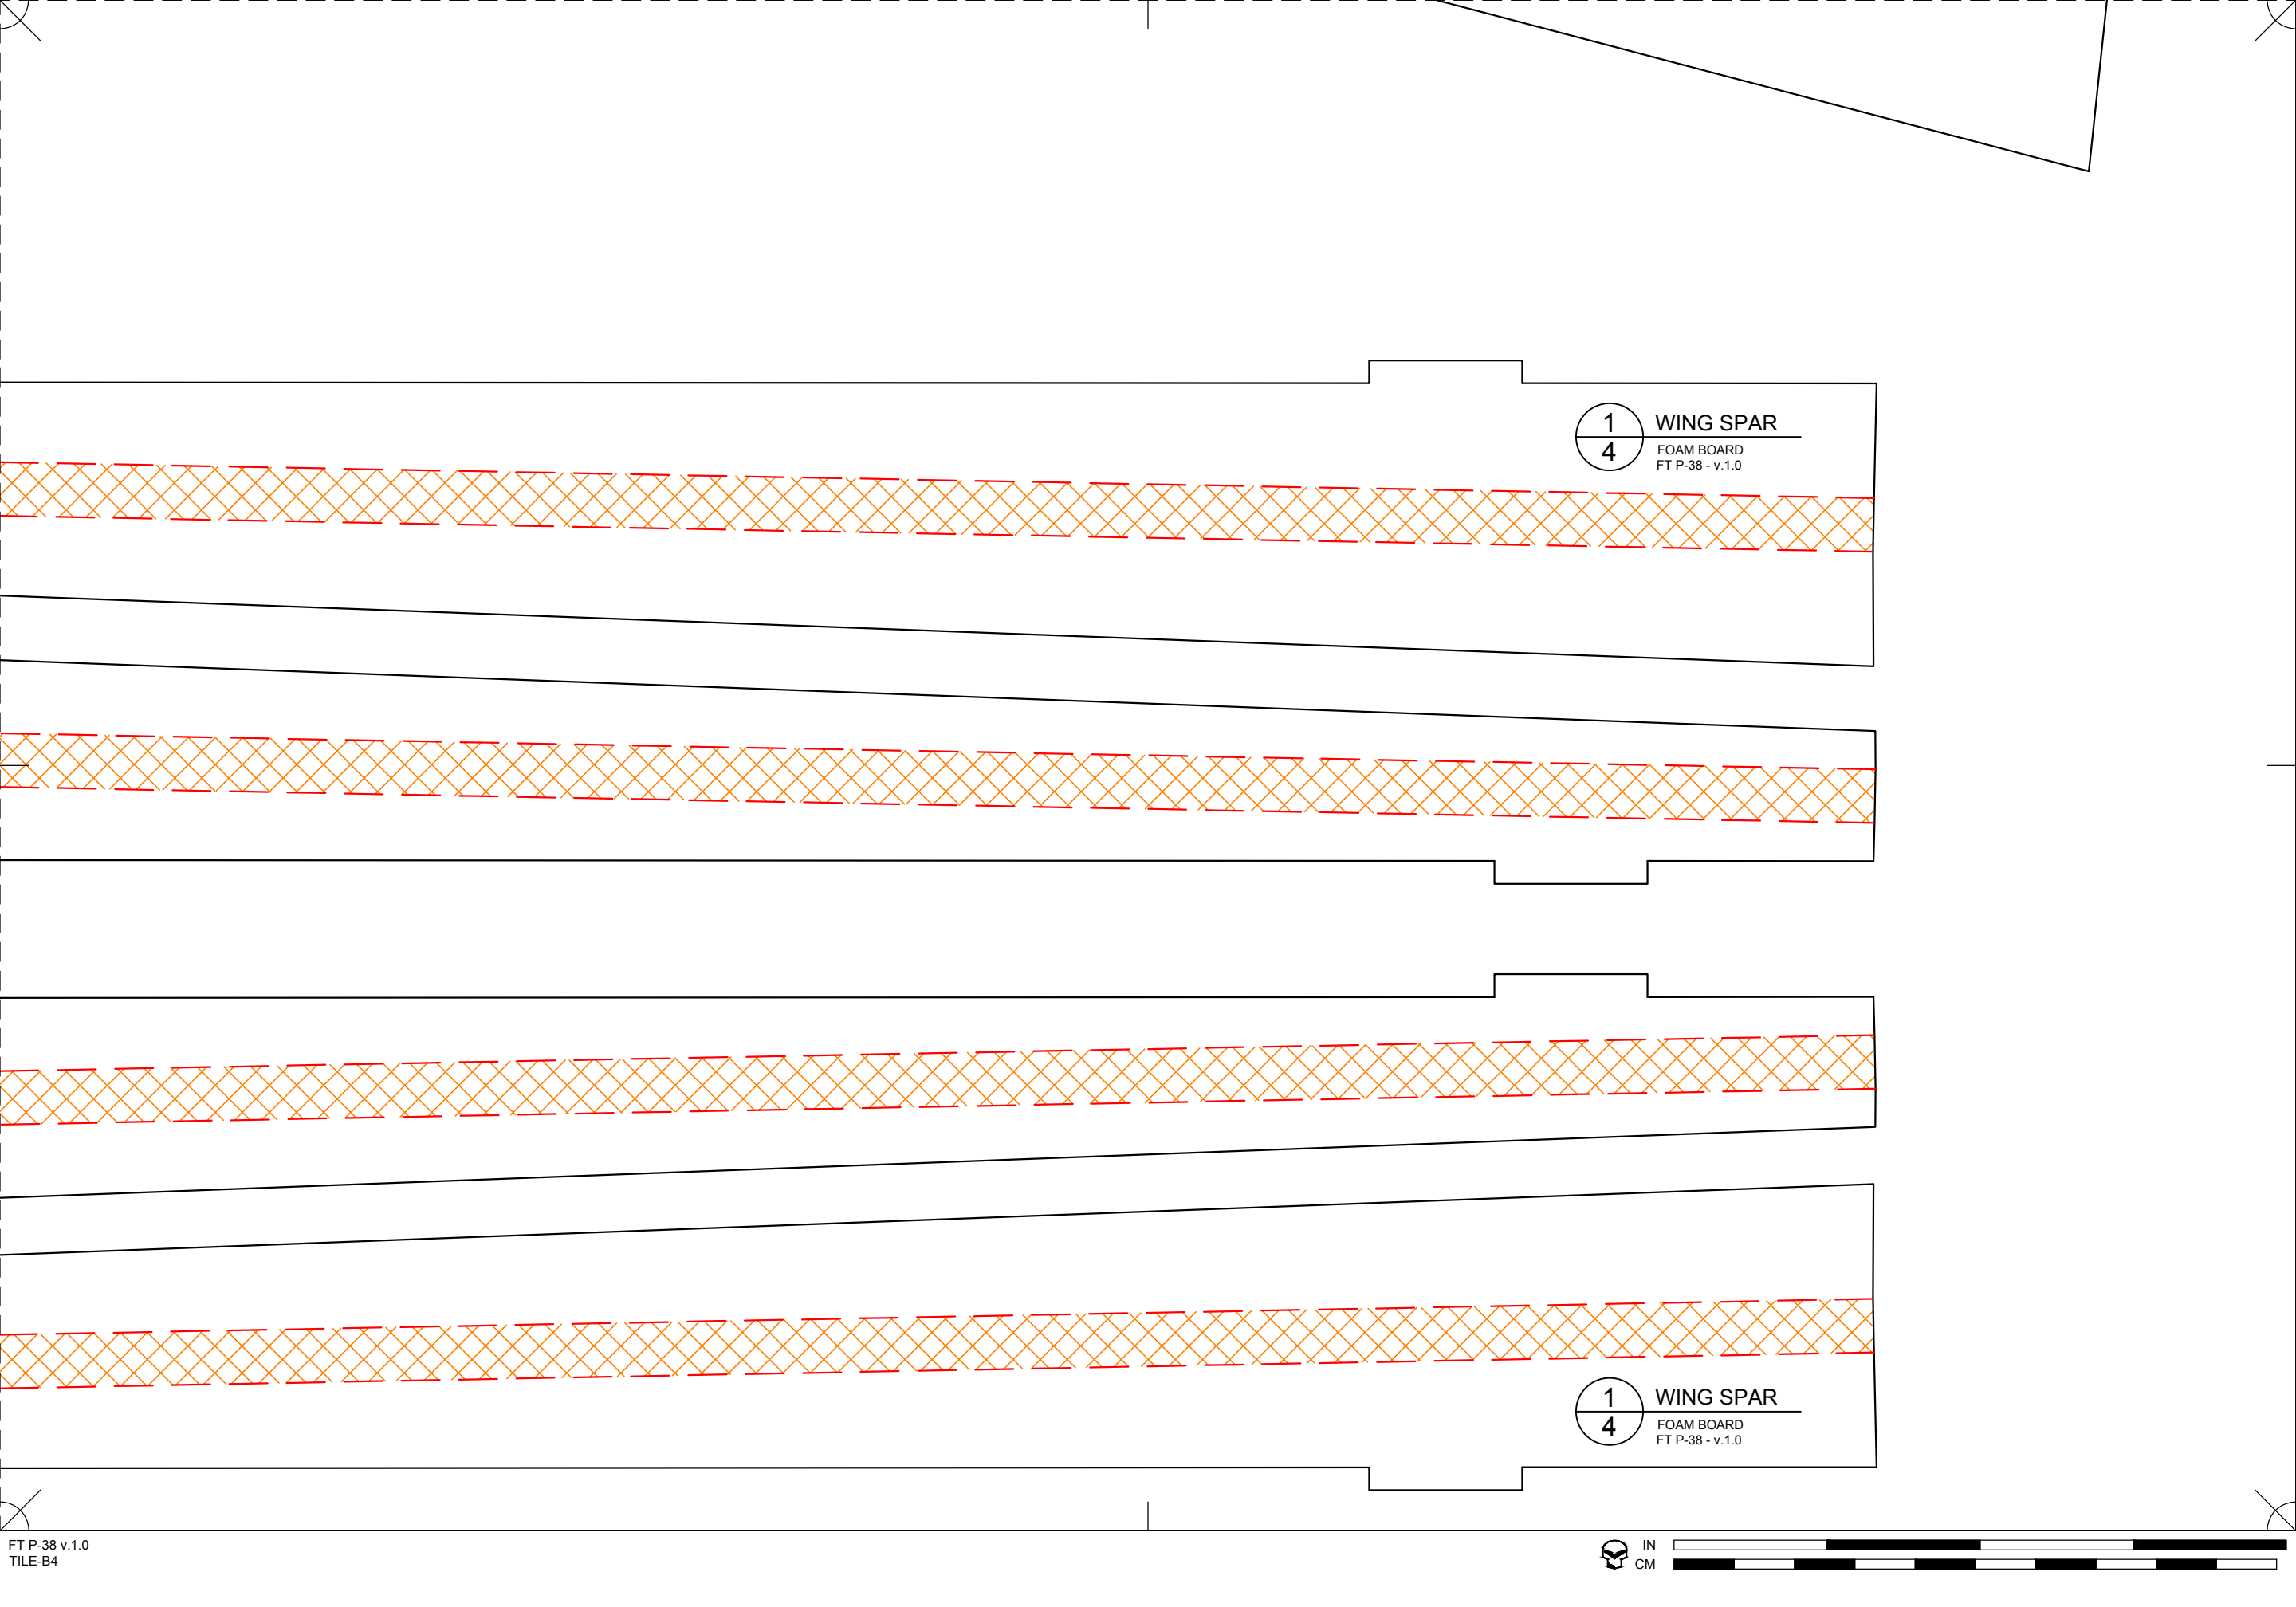 1
4
WING SPAR
FOAM BOARD
FT P-38 - v.1.0
1
4
WING SPAR
FOAM BOARD
FT P-38 - v.1.0
FT P-38 v.1.0
TILE-B4
IN
CM